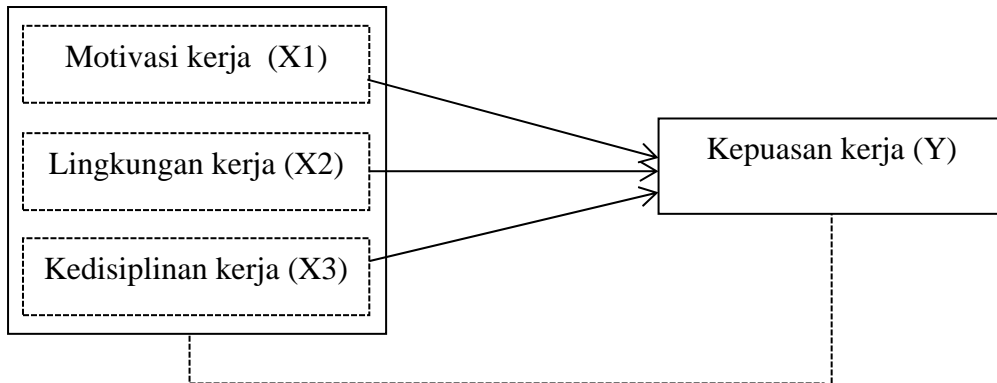 Motivasi kerja  (X1)
Lingkungan kerja (X2)
Kedisiplinan kerja (X3)
Kepuasan kerja (Y)